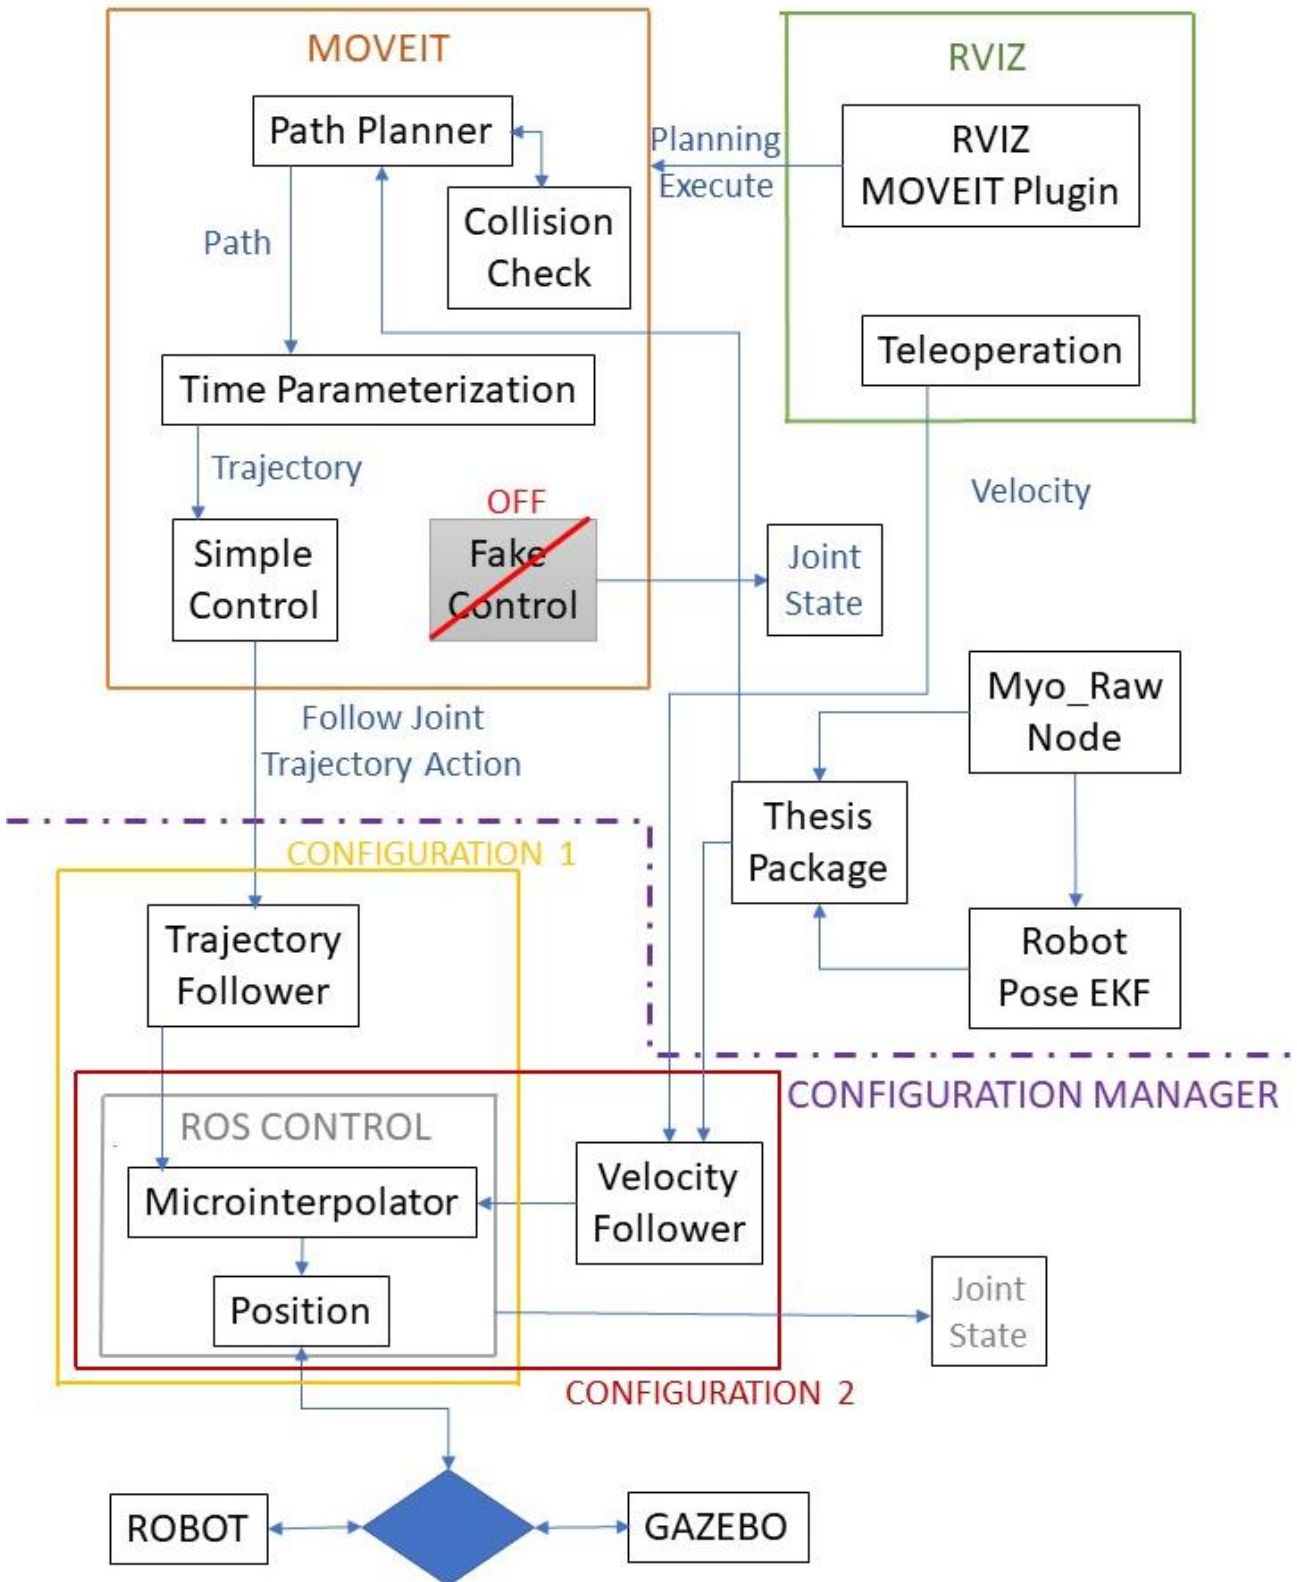 MOVEIT
RVIZ
Path Planner
Planning
Execute
RVIZ
MOVEIT Plugin
Collision
Check
Path
Teleoperation
Time Parameterization
Trajectory
Velocity
OFF
Simple
Control
Fake
Control
Joint
State
Follow Joint
Trajectory Action
Myo_Raw
Node
Thesis
Package
CONFIGURATION 1
Trajectory
Follower
Robot
Pose EKF
CONFIGURATION MANAGER
ROS CONTROL
Microinterpolator
Velocity
Follower
Position
Joint
State
CONFIGURATION 2
ROBOT
GAZEBO